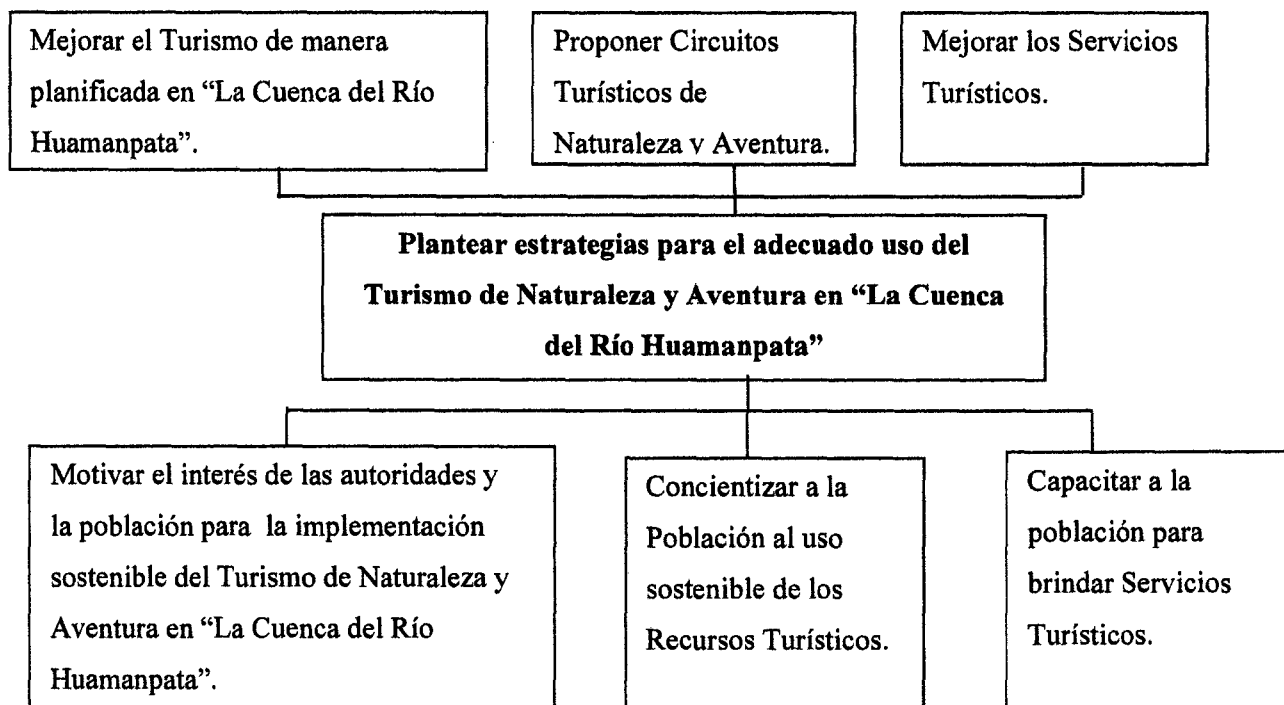 Mejorar el Turismo de manera
planificada en “La Cuenca del Río
Huamanpata”.
Proponer Circuitos
Turísticos de
Naturaleza y Aventura.
Mejorar los Servicios
Turísticos.
Plantear estrategias para el adecuado uso del
Turismo de Naturaleza y Aventura en “La Cuenca
del Río Huamanpata”
Motivar el interés de las autoridades y
la población para la implementación
sostenible del Turismo de Naturaleza y
Aventura en “La Cuenca del Río
Huamanpata”.
Concientizar a la
Población al uso
sostenible de los
Recursos Turísticos.
Capacitar a la
población para
brindar Servicios
Turísticos.